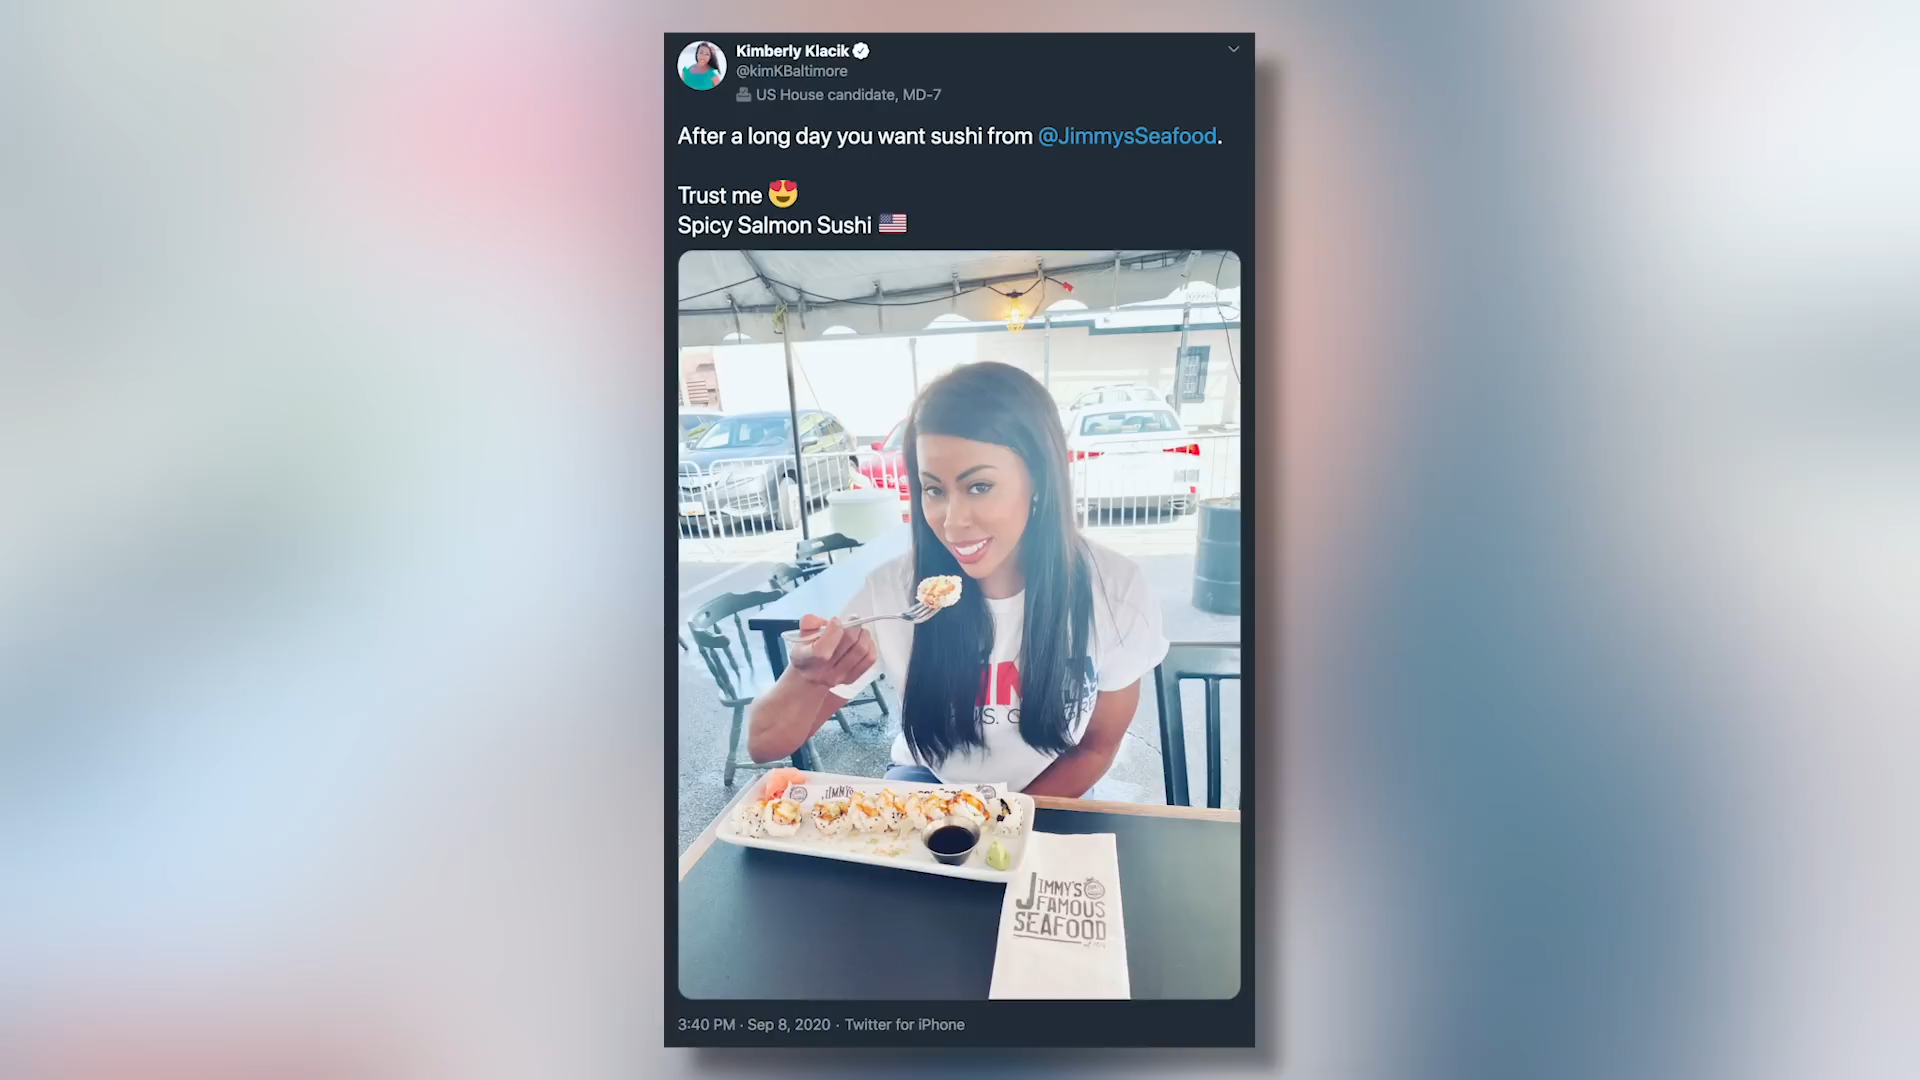 Kimberly Klacik
@kimKBaltimore
US House candidate, MD-7
After a long day you want sushi from @JimmysSeafood.
Trust me 😍
Spicy Salmon Sushi 🇺🇸
JIMMY'S
FAMOUS
SEAFOOD
3:40 PM · Sep 8, 2020 · Twitter for iPhone